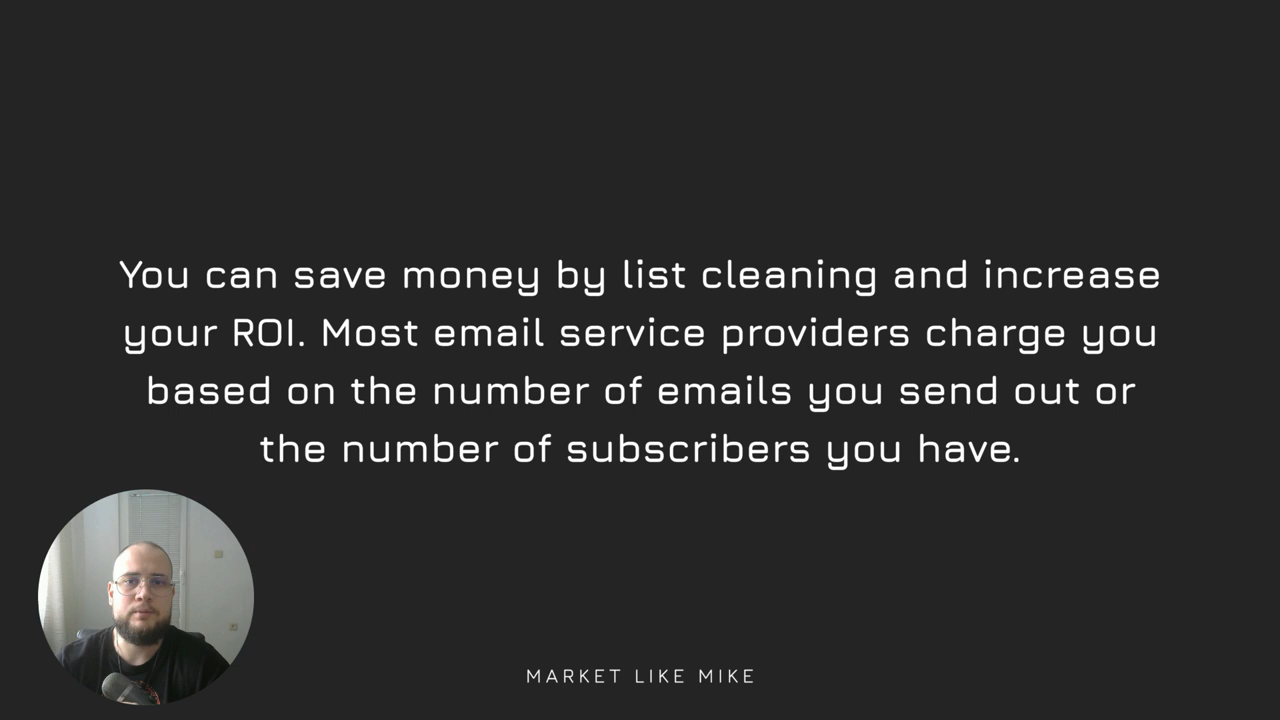 You can save money by list cleaning and increase
your ROI. Most email service providers charge you
based on the number of emails you send out or
the number of subscribers you have.
MARKET LIKE MIKE